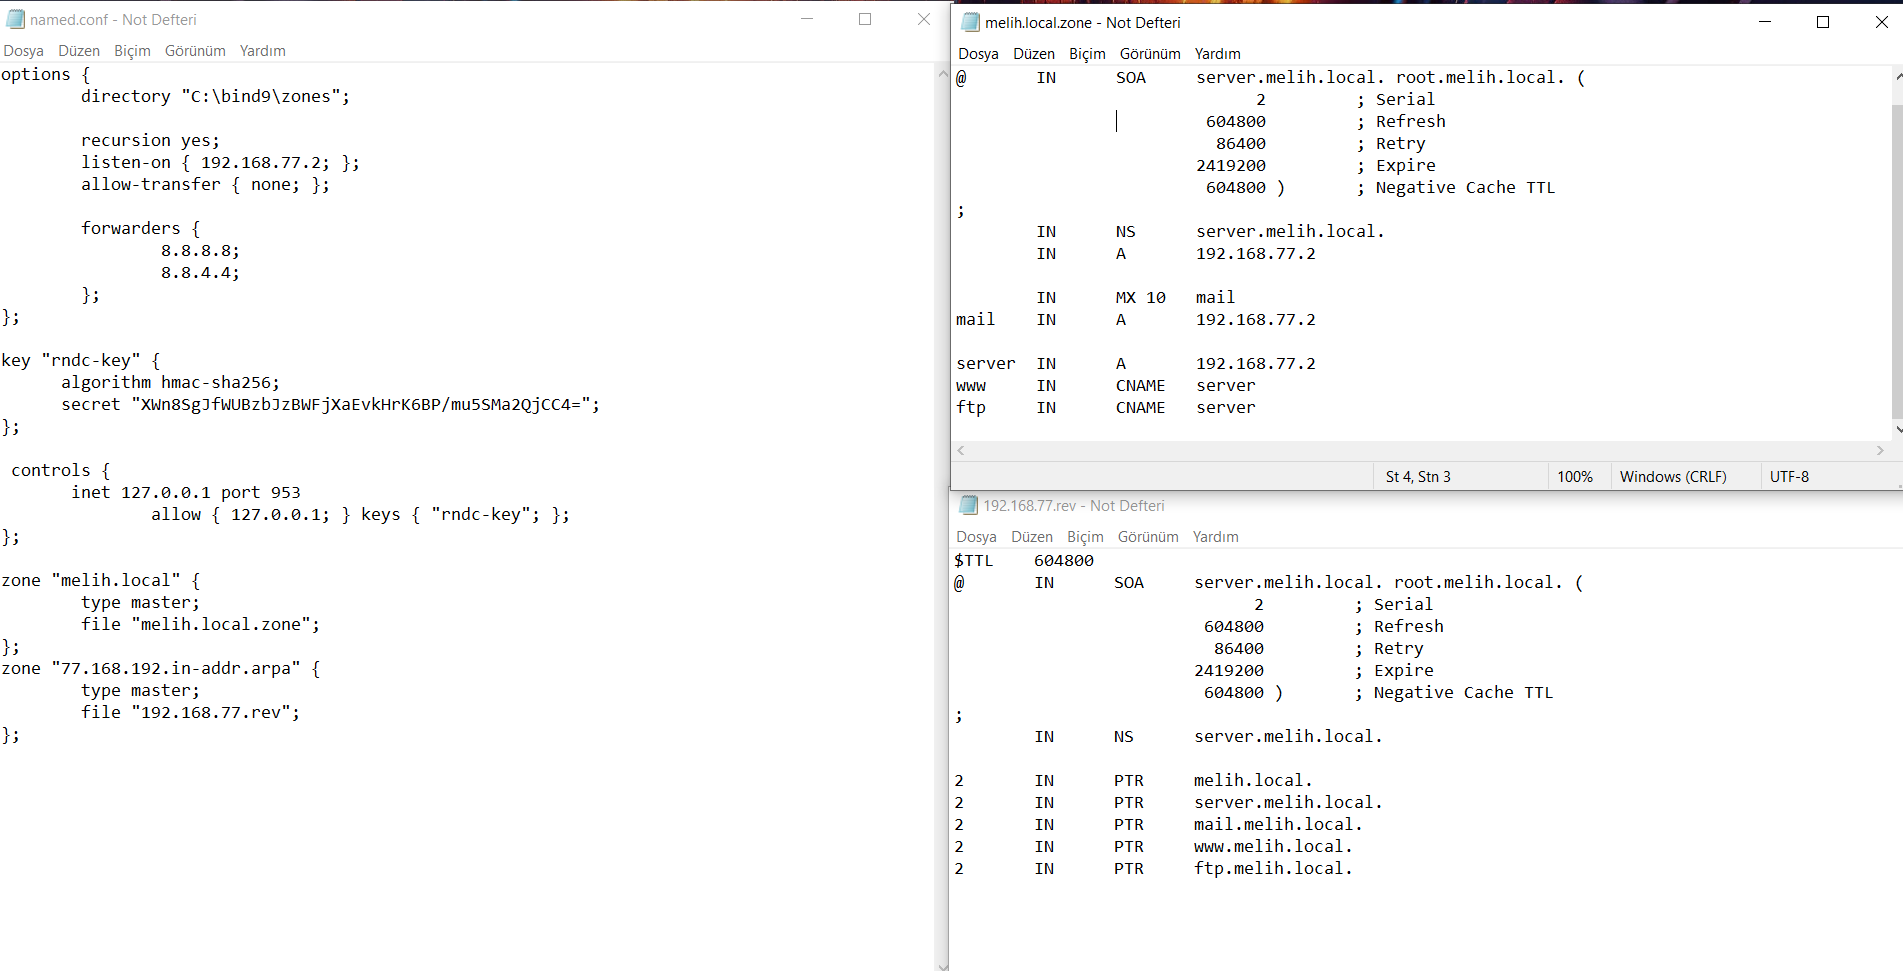 named.conf - Not Defteri
Dosya Düzen Biçim Görünüm Yardım
options {
directory "C:\bind9\zones";
recursion yes;
listen-on { 192.168.77.2; };
allow-transfer { none; };
forwarders {
8.8.8.8;
8.8.4.4;
};
};
key "rndc-key" {
algorithm hmac-sha256;
secret "XWn8SgJfWUBzbJzBWFjXaEvkHrK6BP/mu5SMa2QjCC4=";
};
controls {
inet 127.0.0.1 port 953
allow { 127.0.0.1; } keys { "rndc-key"; };
};
zone "melih.local" {
type master;
file "melih.local.zone";
};
zone "77.168.192.in-addr.arpa" {
type master;
file "192.168.77.rev";
};
melih.local.zone - Not Defteri
Dosya Düzen Biçim Görünüm Yardım
@ IN SOA server.melih.local. root.melih.local. (
2 ; Serial
604800 ; Refresh
86400 ; Retry
2419200 ; Expire
604800 ) ; Negative Cache TTL
;
IN NS server.melih.local.
IN A 192.168.77.2
IN MX 10 mail
mail IN A 192.168.77.2
server IN A 192.168.77.2
www IN CNAME server
ftp IN CNAME server
St 4, Stn 3 100% Windows (CRLF) UTF-8
192.168.77.rev - Not Defteri
Dosya Düzen Biçim Görünüm Yardım
$TTL 604800
@ IN SOA server.melih.local. root.melih.local. (
2 ; Serial
604800 ; Refresh
86400 ; Retry
2419200 ; Expire
604800 ) ; Negative Cache TTL
;
IN NS server.melih.local.
2 IN PTR melih.local.
2 IN PTR server.melih.local.
2 IN PTR mail.melih.local.
2 IN PTR www.melih.local.
2 IN PTR ftp.melih.local.